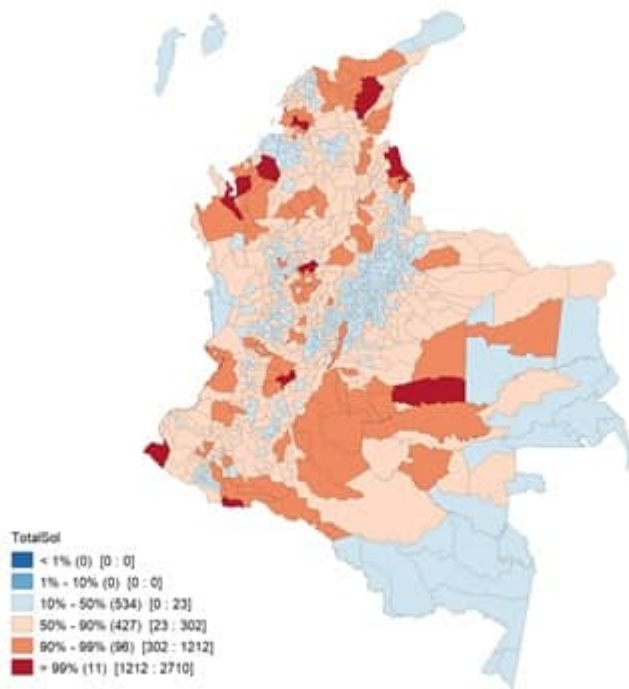 TotalSol
< 1% (0) [0 : 0]
1% - 10% (0) [0 : 0]
10% - 50% (534) [0 : 23]
50% - 90% (427) [23 : 302]
90% - 99% (96) [302 : 1212]
> 99% (11) [1212 : 2710]